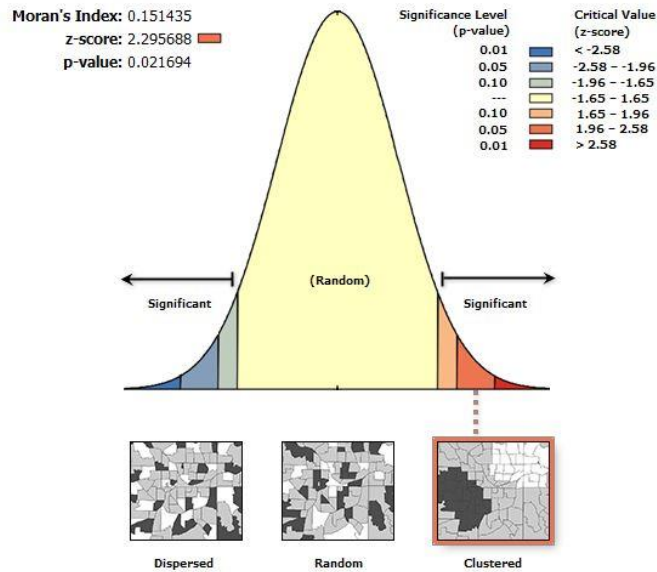 Moran's Index: 0.151435
z-score: 2.295688
p-value: 0.021694
Significance Level
(p-value)
Critical Value
(z-score)
0.01 < -2.58
0.05 -2.58 – -1.96
0.10 -1.96 – -1.65
--- -1.65 – 1.65
0.10 1.65 – 1.96
0.05 1.96 – 2.58
0.01 > 2.58
(Random)
Significant
Significant
Dispersed
Random
Clustered